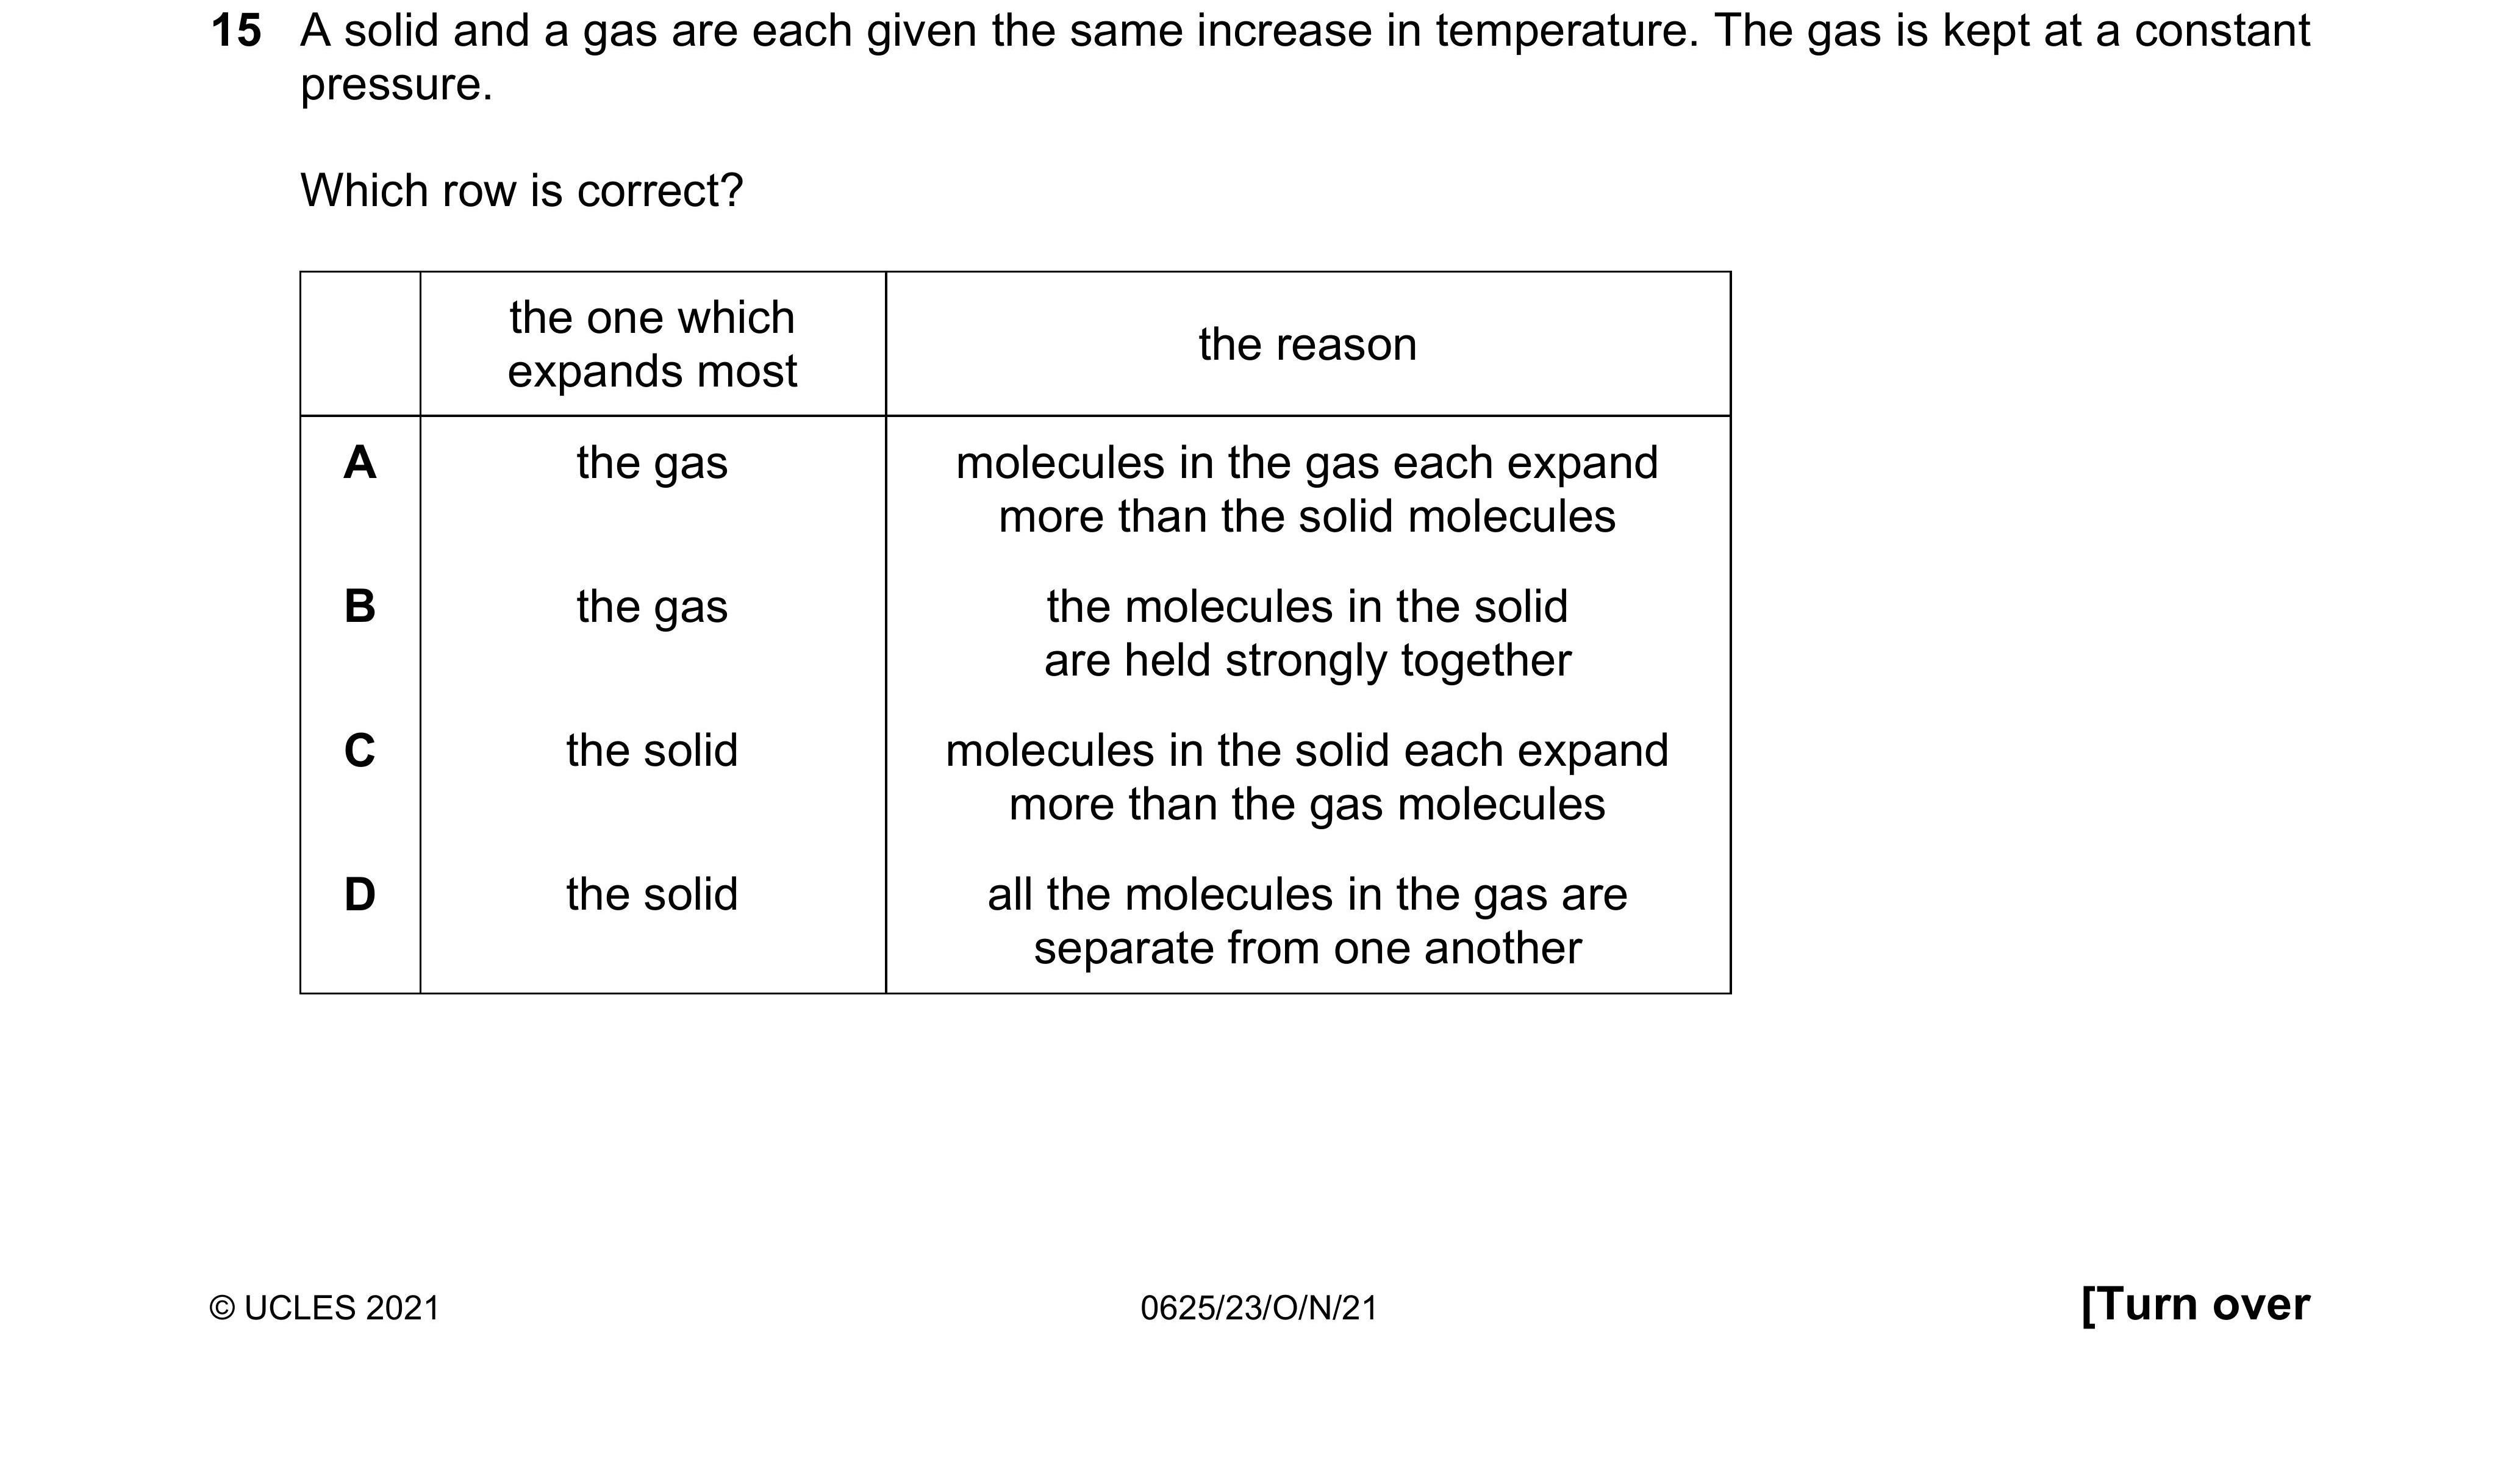 15 A solid and a gas are each given the same increase in temperature. The gas is kept at a constant
pressure.
Which row is correct?
the one which
expands most
the reason
A the gas molecules in the gas each expand
more than the solid molecules
B the gas the molecules in the solid
are held strongly together
C the solid molecules in the solid each expand
more than the gas molecules
D the solid all the molecules in the gas are
separate from one another
© UCLES 2021 0625/23/O/N/21 [Turn over